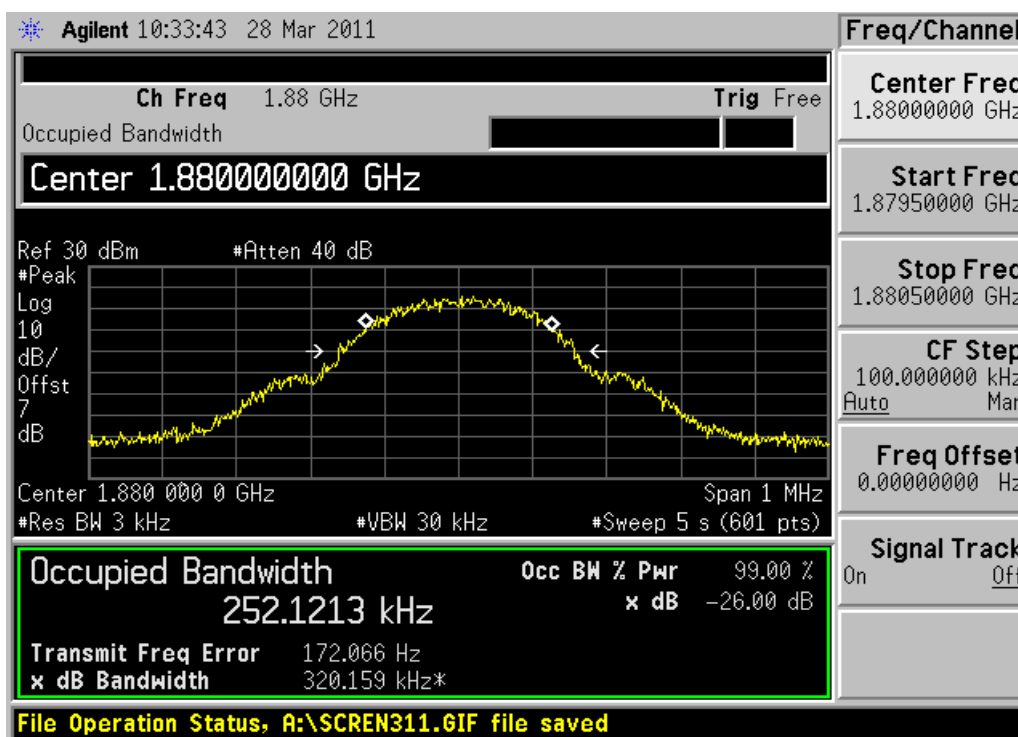 Agilent 10:33:43 28 Mar 2011
Ch Freq 1.88 GHz Trig Free
Occupied Bandwidth
Center 1.880000000 GHz
Ref 30 dBm #Atten 40 dB
#Peak
Log
10
dB/
Offst
7
dB
Center 1.880 000 0 GHz Span 1 MHz
#Res BW 3 kHz #VBW 30 kHz #Sweep 5 s (601 pts)
Occupied Bandwidth Occ BW % Pwr 99.00 %
252.1213 kHz x dB -26.00 dB
Transmit Freq Error 172.066 Hz
x dB Bandwidth 320.159 kHz*
File Operation Status, A:\SCREN311.GIF file saved
Freq/Channel
Center Freq
1.88000000 GHz
Start Freq
1.87950000 GHz
Stop Freq
1.88050000 GHz
CF Step
100.000000 kHz
Auto Man
Freq Offset
0.00000000 Hz
Signal Track
On Off